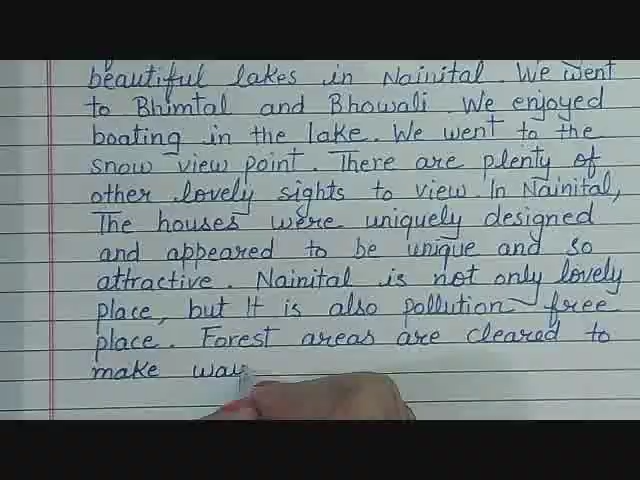 beautiful lakes in Nainital. We went
to Bhimtal and Bhowali We enjoyed
boating in the lake. We went to the
snow view point. There are plenty of
other lovely sights to view. In Nainital,
The houses were uniquely designed
and appeared to be unique and so
attractive. Nainital is not only lovely
place, but It is also pollution free
place. Forest areas are cleared to
make way